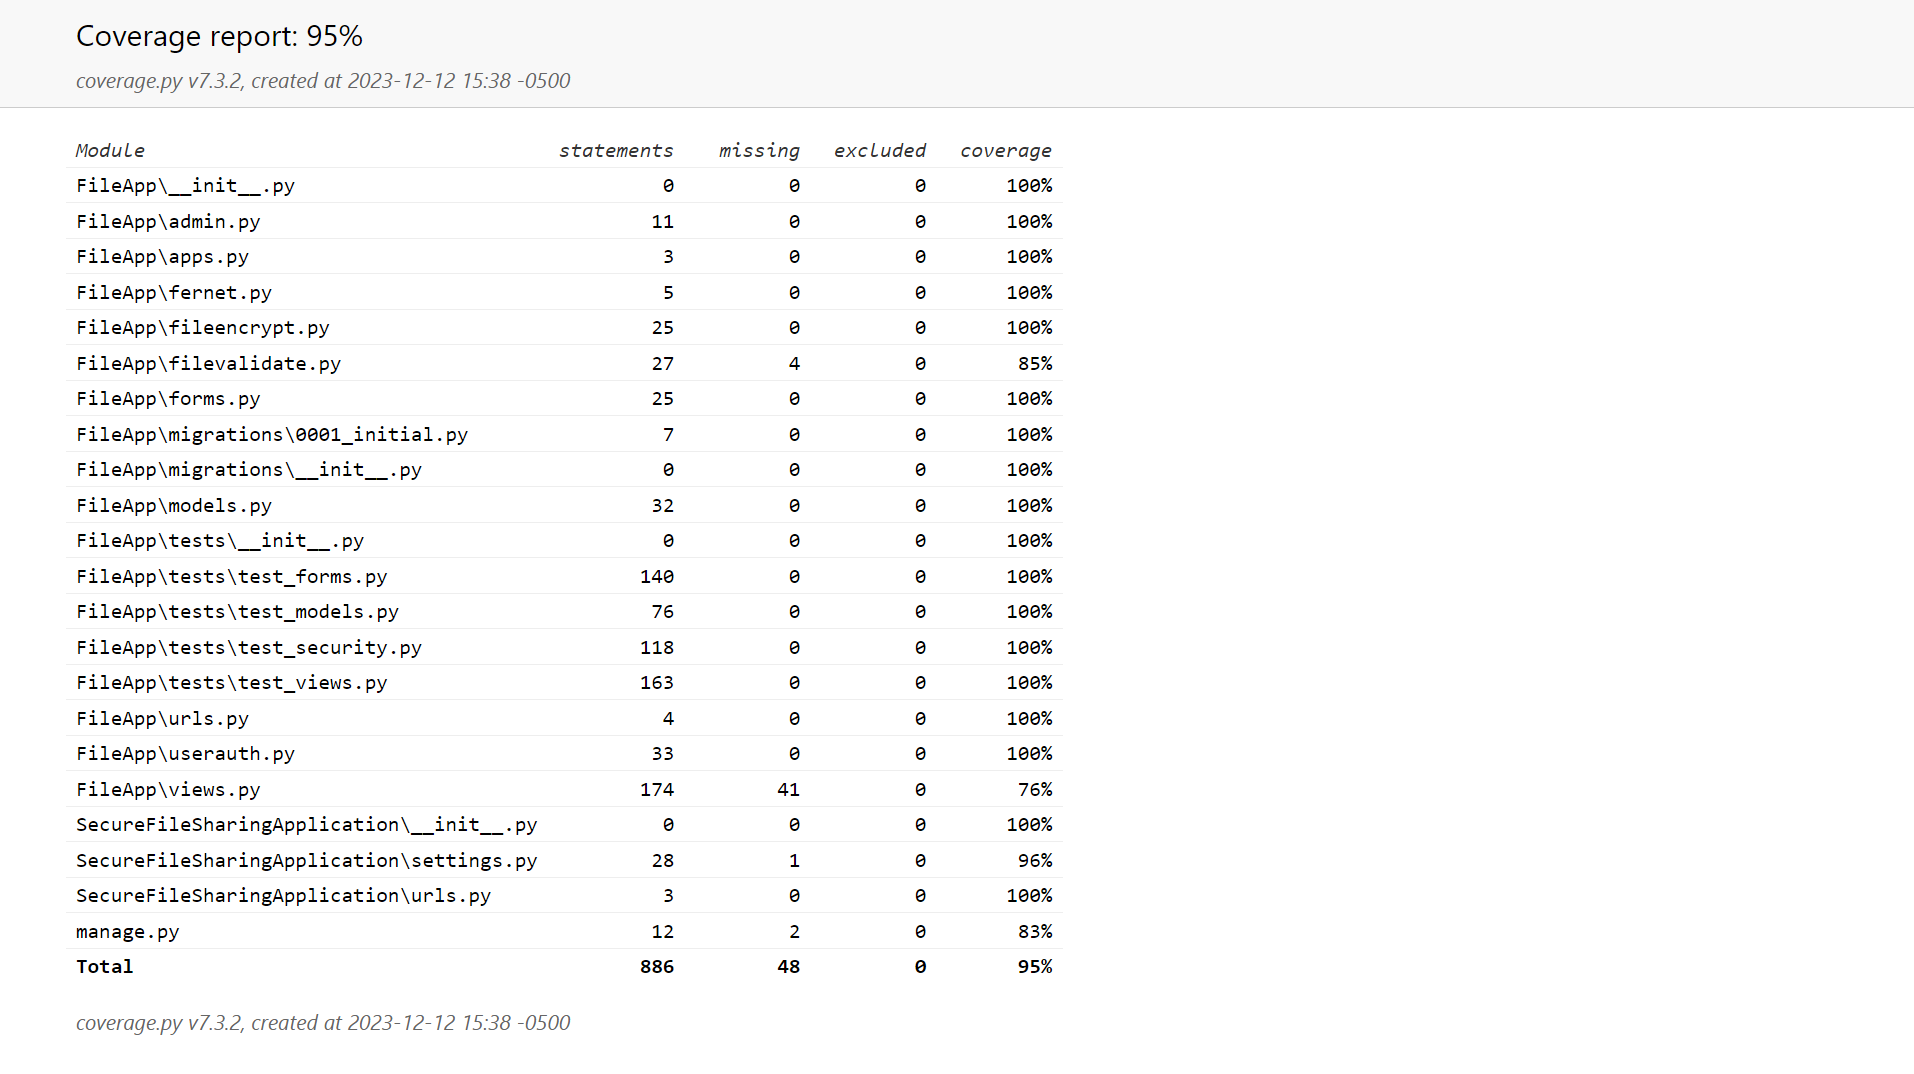 Coverage report: 95%
coverage.py v7.3.2, created at 2023-12-12 15:38 -0500
Module statements missing excluded coverage
FileApp\__init__.py 0 0 0 100%
FileApp\admin.py 11 0 0 100%
FileApp\apps.py 3 0 0 100%
FileApp\fernet.py 5 0 0 100%
FileApp\fileencrypt.py 25 0 0 100%
FileApp\filevalidate.py 27 4 0 85%
FileApp\forms.py 25 0 0 100%
FileApp\migrations\0001_initial.py 7 0 0 100%
FileApp\migrations\__init__.py 0 0 0 100%
FileApp\models.py 32 0 0 100%
FileApp\tests\__init__.py 0 0 0 100%
FileApp\tests\test_forms.py 140 0 0 100%
FileApp\tests\test_models.py 76 0 0 100%
FileApp\tests\test_security.py 118 0 0 100%
FileApp\tests\test_views.py 163 0 0 100%
FileApp\urls.py 4 0 0 100%
FileApp\userauth.py 33 0 0 100%
FileApp\views.py 174 41 0 76%
SecureFileSharingApplication\__init__.py 0 0 0 100%
SecureFileSharingApplication\settings.py 28 1 0 96%
SecureFileSharingApplication\urls.py 3 0 0 100%
manage.py 12 2 0 83%
Total 886 48 0 95%
coverage.py v7.3.2, created at 2023-12-12 15:38 -0500